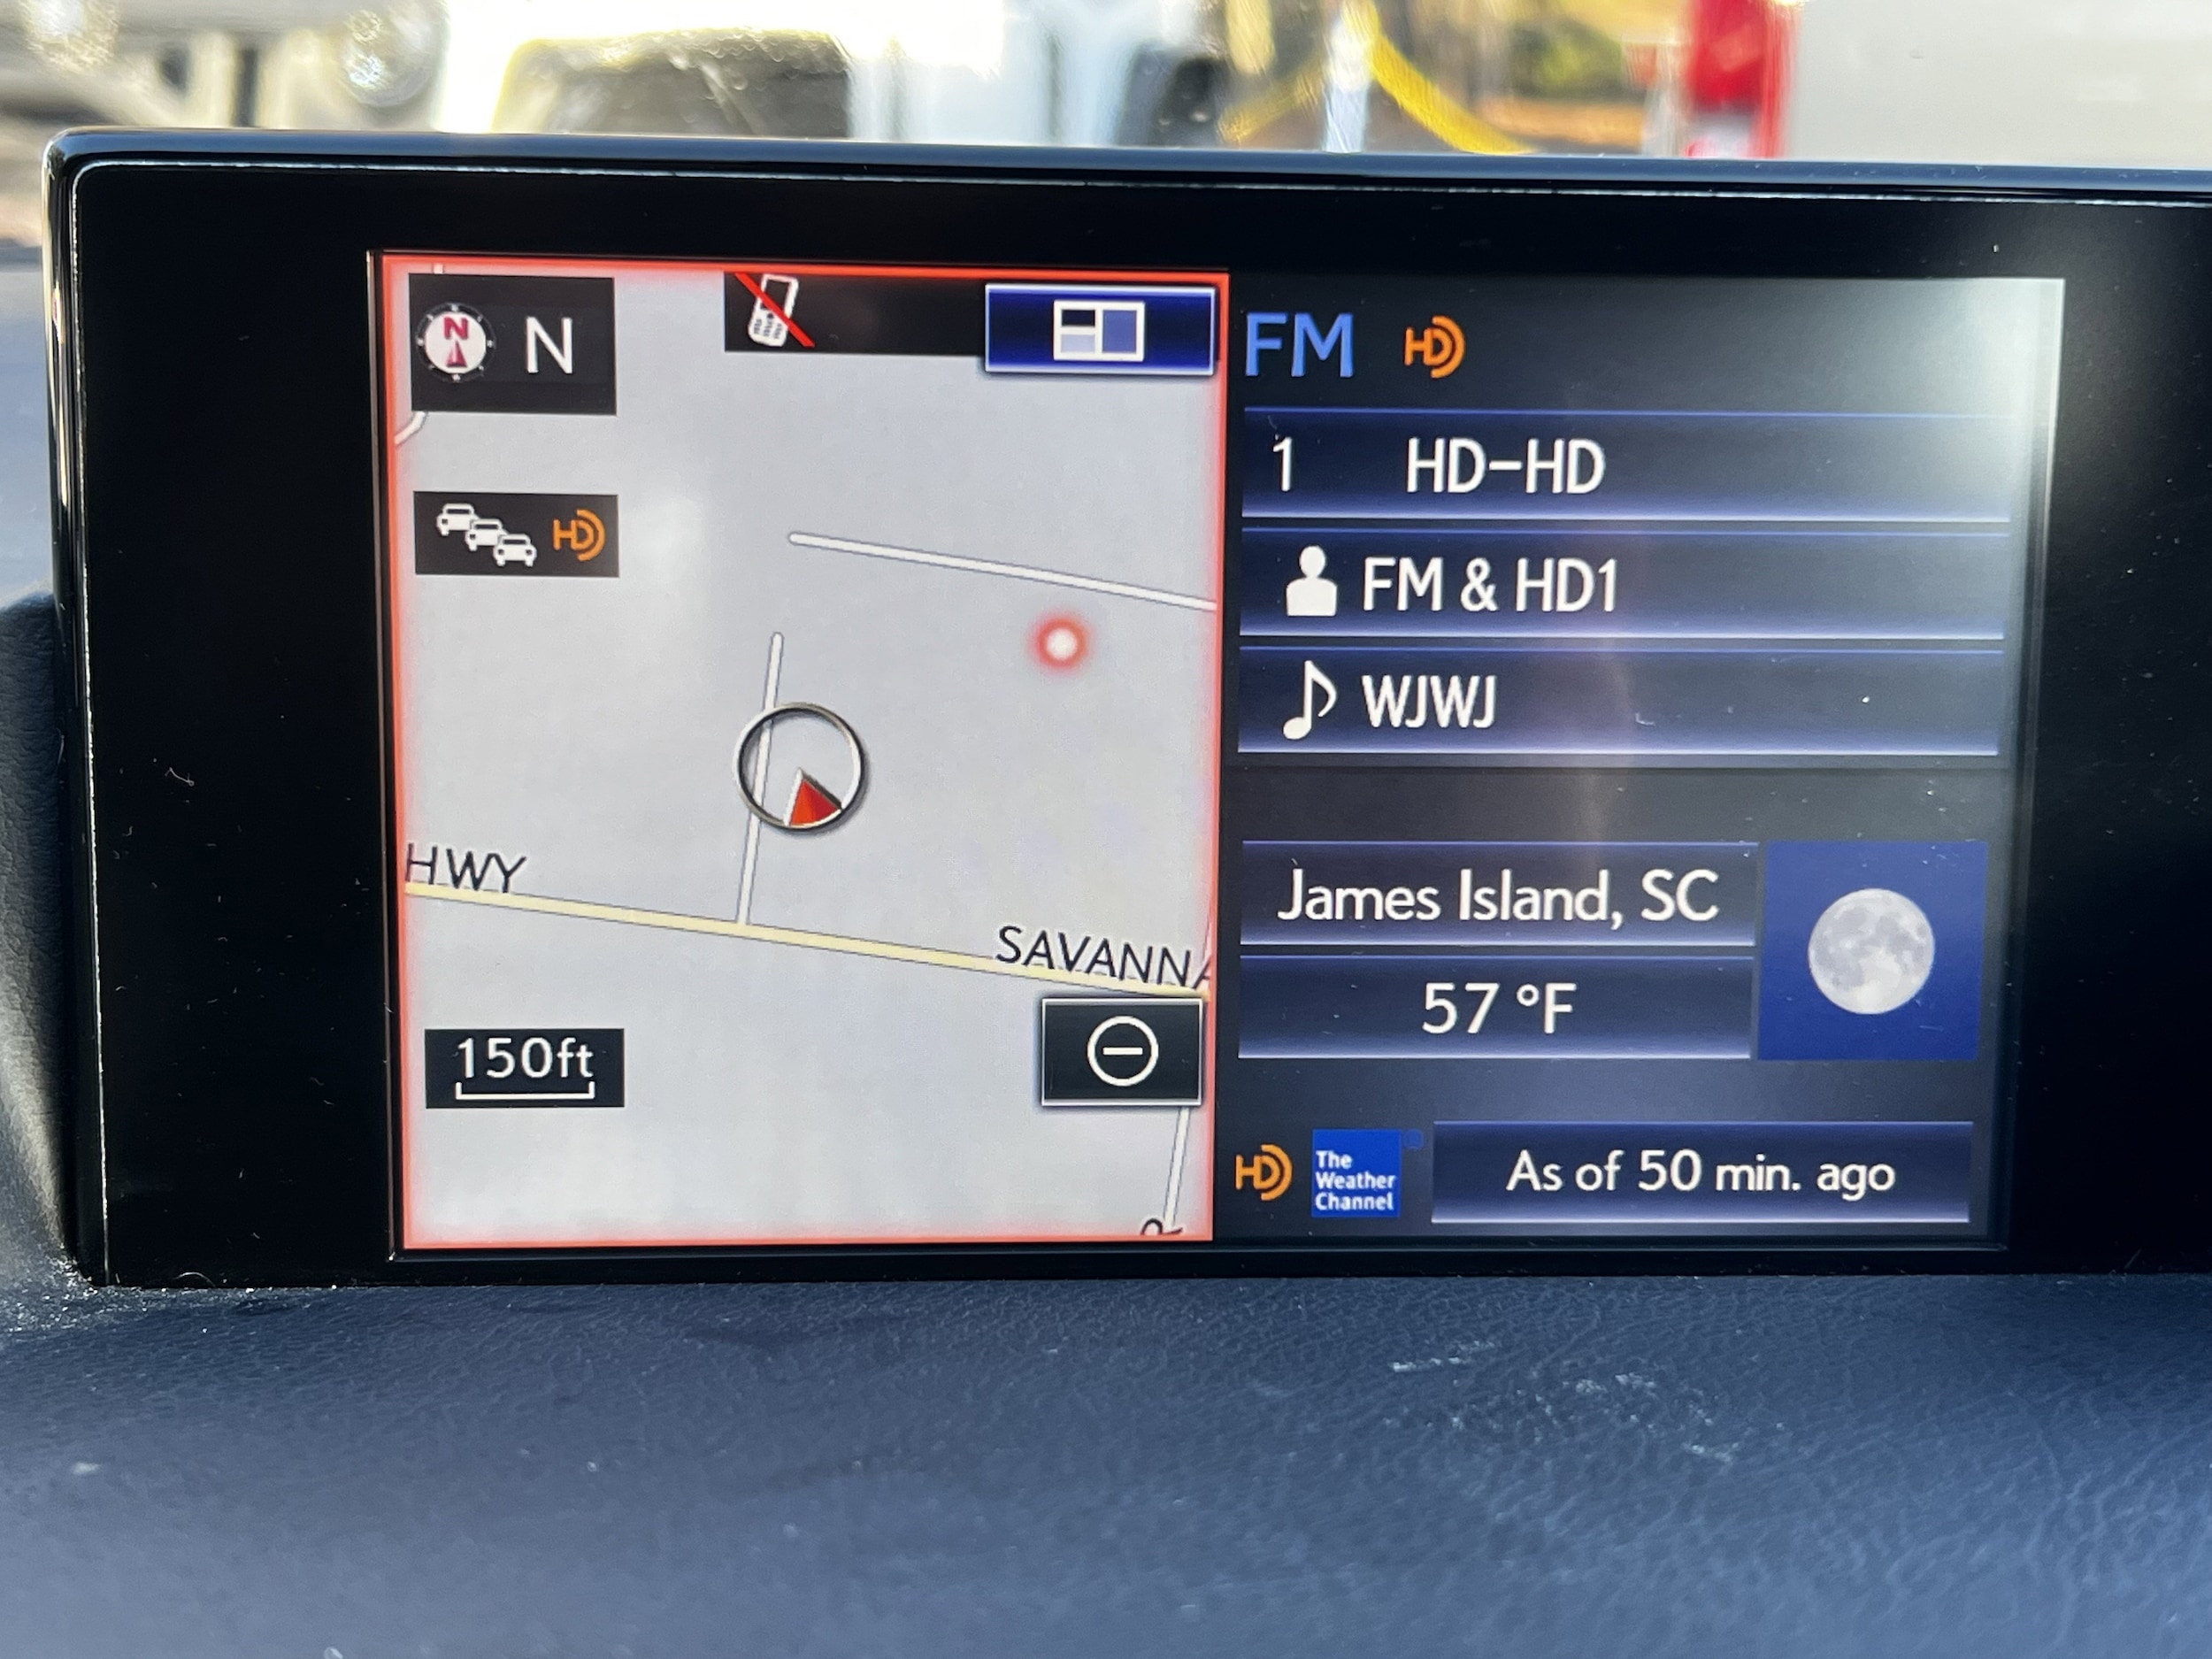 N
N
HD
HWY
SAVANNA
150ft
FM HD
1 HD-HD
FM & HD1
WJWJ
James Island, SC
57 °F
HD
The
Weather
Channel
As of 50 min. ago